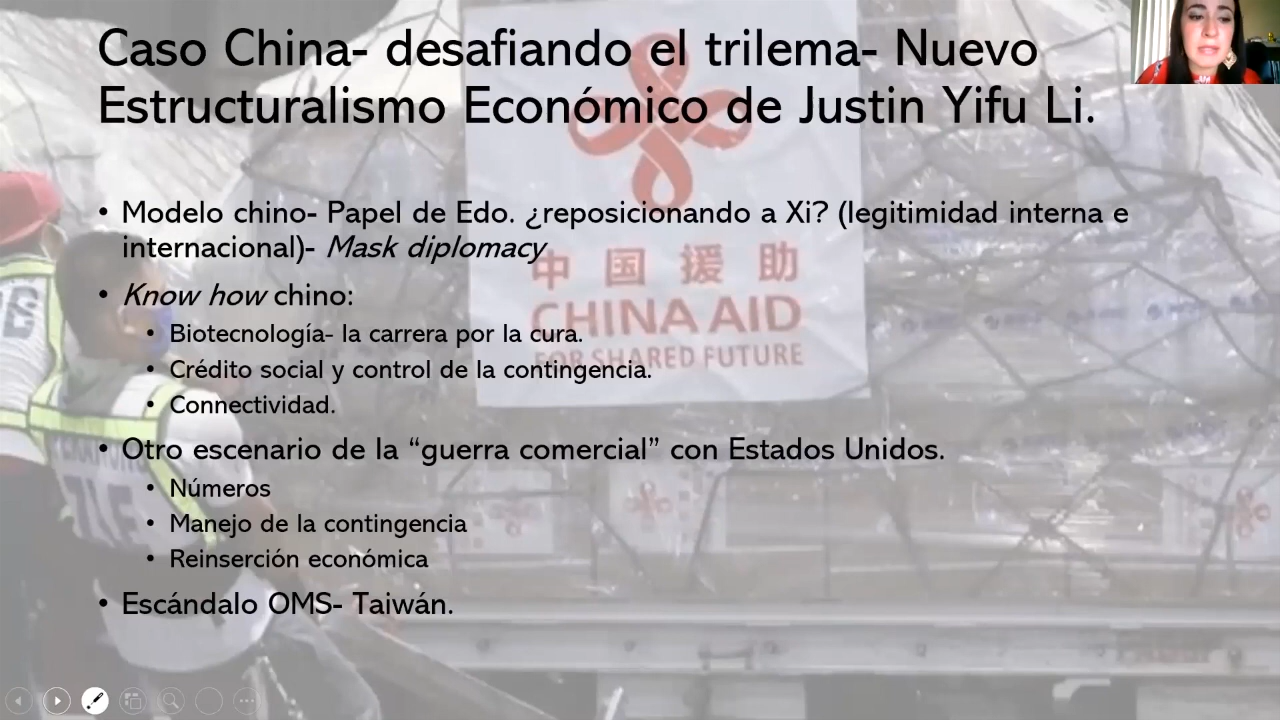 Caso China- desafiando el trilema- Nuevo
Estructuralismo Económico de Justin Yifu Li.
• Modelo chino- Papel de Edo. ¿reposicionando a Xi? (legitimidad interna e
internacional)- Mask diplomacy
• Know how chino:
• Biotecnología- la carrera por la cura.
• Crédito social y control de la contingencia.
• Connectividad.
• Otro escenario de la “guerra comercial” con Estados Unidos.
• Números
• Manejo de la contingencia
• Reinserción económica
• Escándalo OMS- Taiwán.
中国援助
CHINA AID
FOR SHARED FUTURE